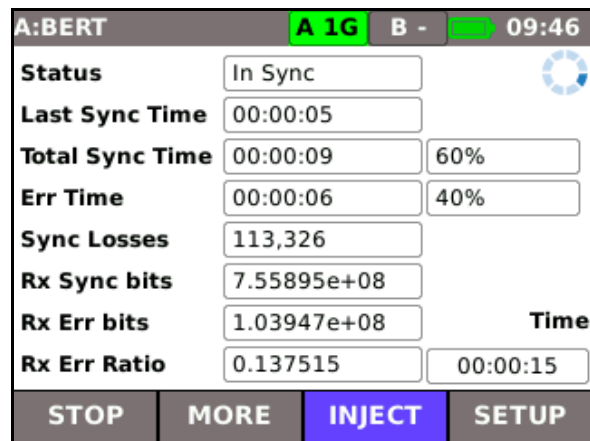 A:BERT A 1G B - 09:46
Status In Sync
Last Sync Time 00:00:05
Total Sync Time 00:00:09 60%
Err Time 00:00:06 40%
Sync Losses 113,326
Rx Sync bits 7.55895e+08
Rx Err bits 1.03947e+08 Time
Rx Err Ratio 0.137515 00:00:15
STOP MORE INJECT SETUP